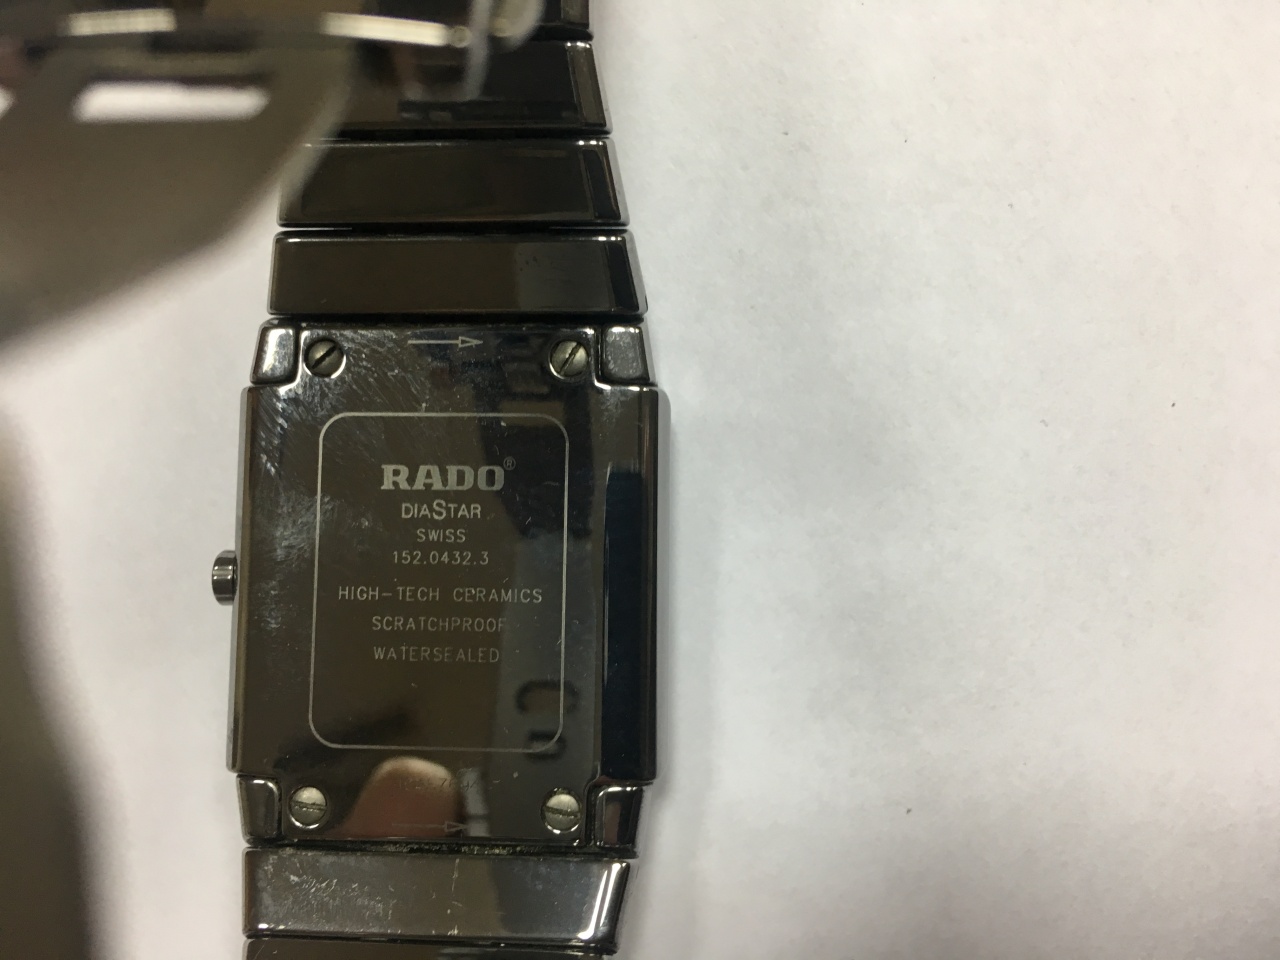 RADO®
DIASTAR
SWISS
152.0432.3
HIGH-TECH CERAMICS
SCRATCHPROOF
WATERSEALED